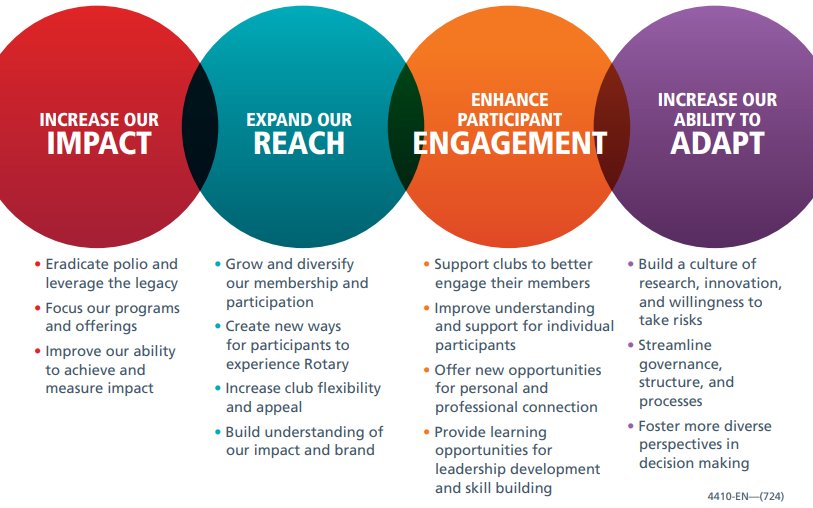 INCREASE OUR
IMPACT
EXPAND OUR
REACH
ENHANCE
PARTICIPANT
ENGAGEMENT
INCREASE OUR
ABILITY TO
ADAPT
• Eradicate polio and
leverage the legacy
• Focus our programs
and offerings
• Improve our ability
to achieve and
measure impact
• Grow and diversify
our membership and
participation
• Create new ways
for participants to
experience Rotary
• Increase club flexibility
and appeal
• Build understanding of
our impact and brand
• Support clubs to better
engage their members
• Improve understanding
and support for individual
participants
• Offer new opportunities
for personal and
professional connection
• Provide learning
opportunities for
leadership development
and skill building
• Build a culture of
research, innovation,
and willingness to
take risks
• Streamline
governance,
structure, and
processes
• Foster more diverse
perspectives in
decision making
4410-EN—(724)